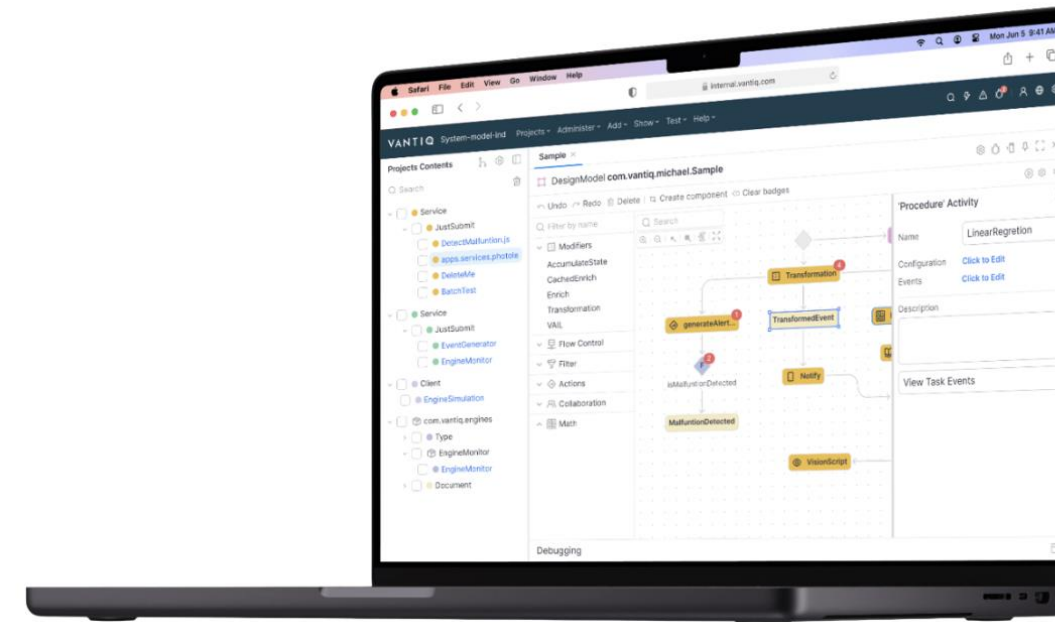 Safari File Edit View Go Window Help
Mon Jun 5 9:41 AM
internal.vantiq.com
VANTIQ System-model-ind Projects Administer Add Show Test Help
Projects Contents
Search
Service
JustSubmit
DetectMalfuntion.js
apps.services.photole
DeleteMe
BatchTest
Service
JustSubmit
EventGenerator
EngineMonitor
Client
EngineSimulation
com.vantiq.engines
Type
EngineMonitor
EngineMonitor
Document
Sample
DesignModel com.vantiq.michael.Sample
Undo Redo Delete Create component Clear badges
Filter by name
Modifiers
AccumulateState
CachedEnrich
Enrich
Transformation
VAIL
Flow Control
Filter
Actions
Collaboration
Math
Search
Transformation
4
generateAlert...
1
TransformedEvent
2
isMalfuntionDetected
Notify
MalfuntionDetected
VisionScript
'Procedure' Activity
Name LinearRegretion
Configuration Click to Edit
Events Click to Edit
Description
View Task Events
Debugging